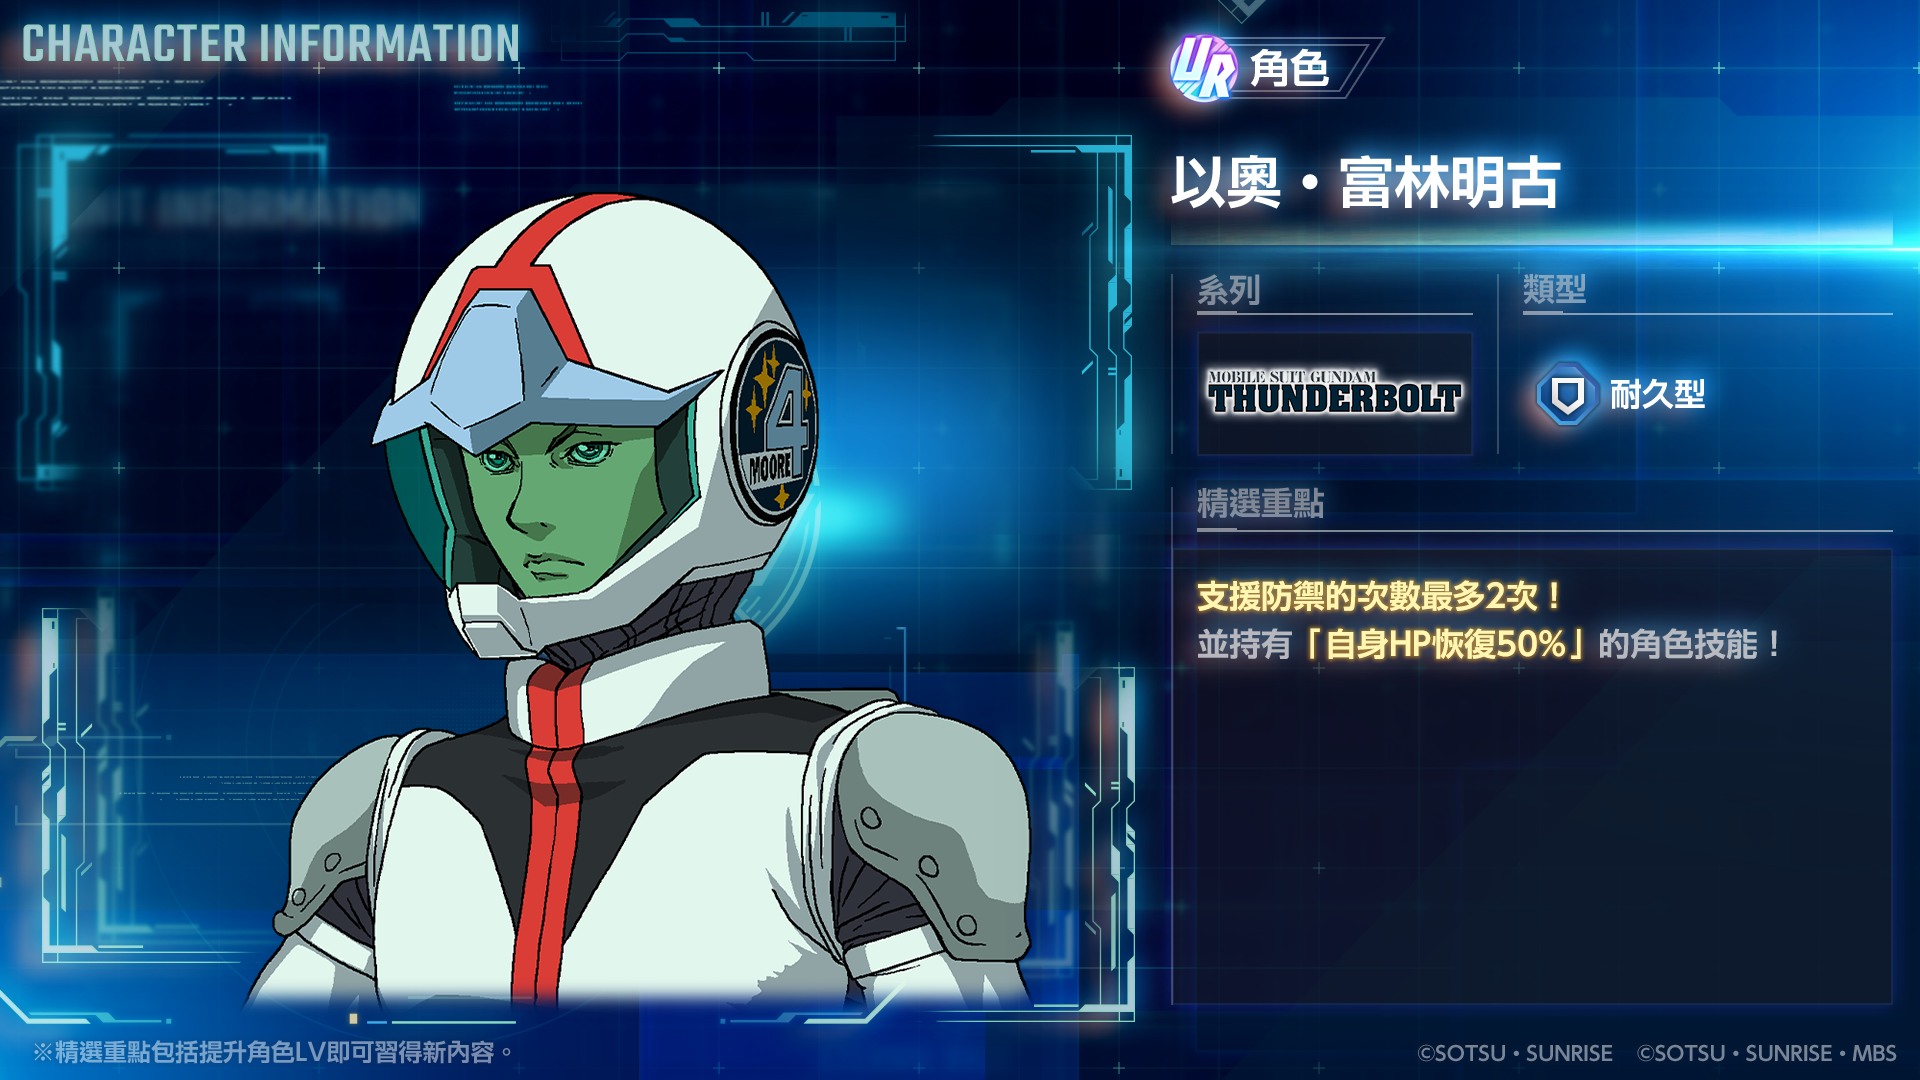 CHARACTER INFORMATION
UR 角色
以奧・富林明古
系列
類型
MOBILE SUIT GUNDAM
THUNDERBOLT
耐久型
4
MOORE
精選重點
支援防禦的次數最多2次！
並持有「自身HP恢復50%」的角色技能！
※精選重點包括提升角色LV即可習得新內容。
©SOTSU・SUNRISE ©SOTSU・SUNRISE・MBS